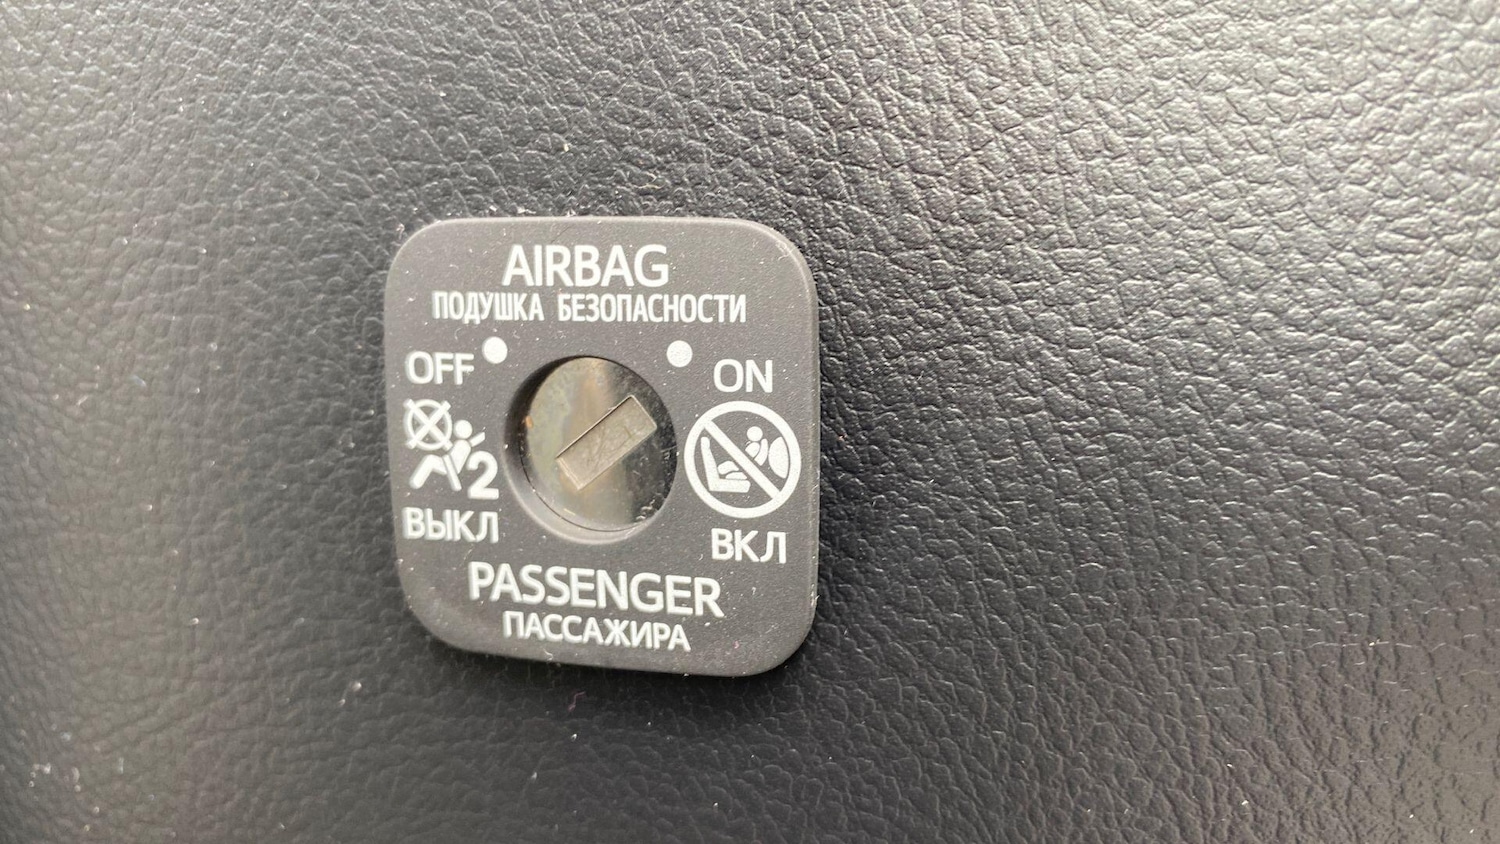 AIRBAG
ПОДУШКА БЕЗОПАСНОСТИ
OFF
ON
2
ВЫКЛ
ВКЛ
PASSENGER
ПАССАЖИРА